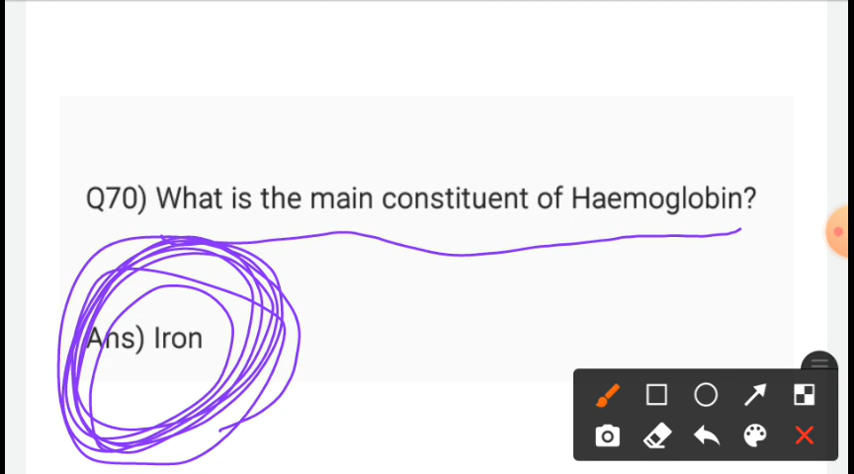 Q70) What is the main constituent of Haemoglobin?
Ans) Iron